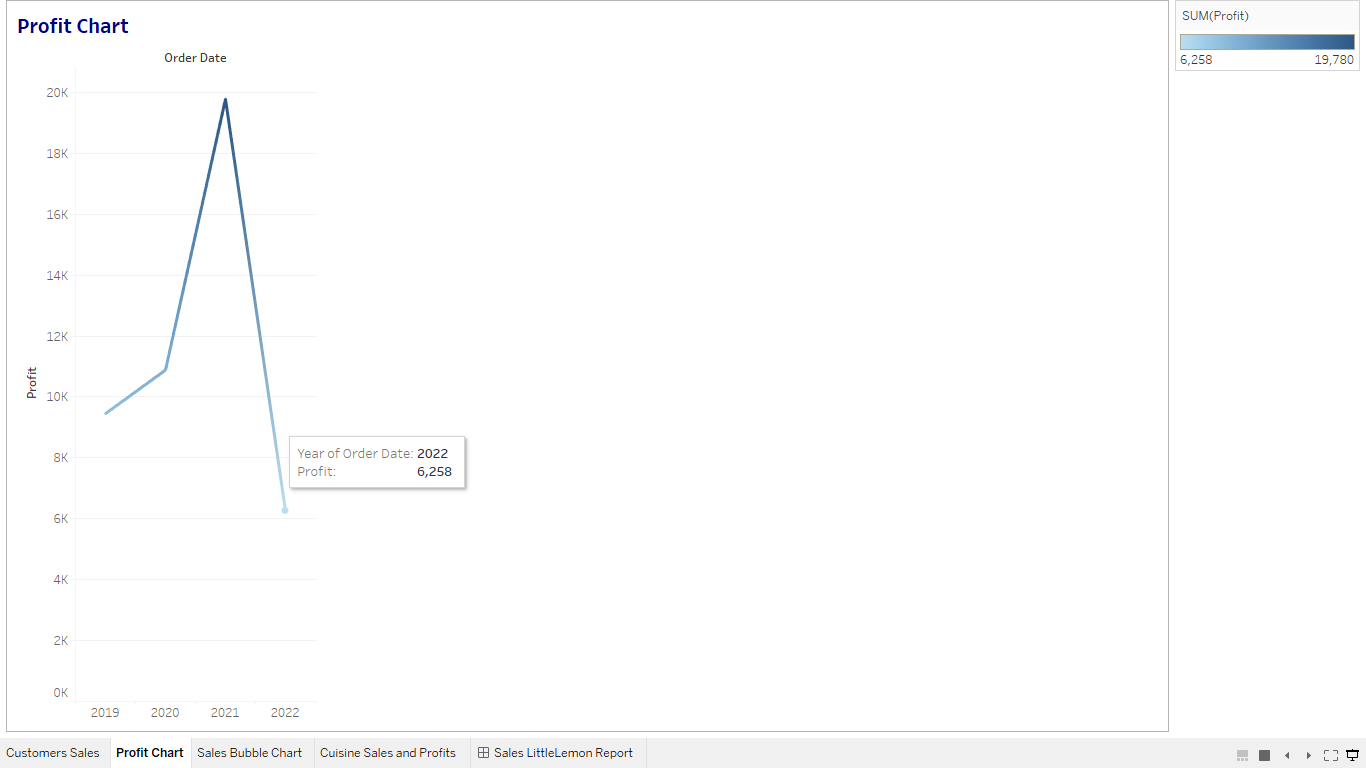 Profit Chart
Order Date
Profit
20K
18K
16K
14K
12K
10K
8K
6K
4K
2K
0K
2019 2020 2021 2022
Year of Order Date: 2022
Profit: 6,258
SUM(Profit)
6,258 19,780
Customers Sales Profit Chart Sales Bubble Chart Cuisine Sales and Profits Sales LittleLemon Report